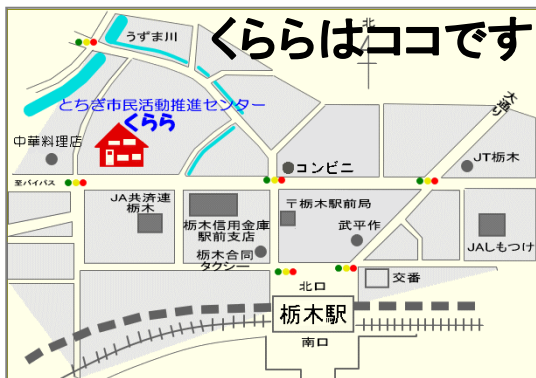 くららはココです
北
うずま川
大通り
とちぎ市民活動推進センター
くらら
中華料理店
コンビニ
JT栃木
至バイパス
JA共済連
栃木
栃木信用金庫
駅前支店
〒栃木駅前局
武平作
JAしもつけ
栃木合同
タクシー
北口
交番
栃木駅
南口